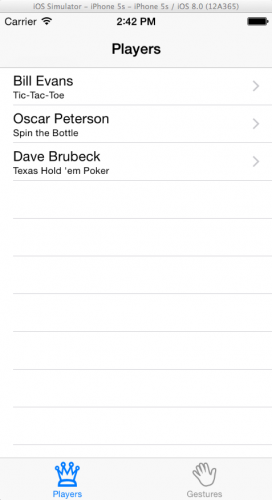 iOS Simulator - iPhone 5s - iPhone 5s / iOS 8.0 (12A365)
Carrier 2:42 PM
Players
Bill Evans
Tic-Tac-Toe
Oscar Peterson
Spin the Bottle
Dave Brubeck
Texas Hold 'em Poker
Players Gestures